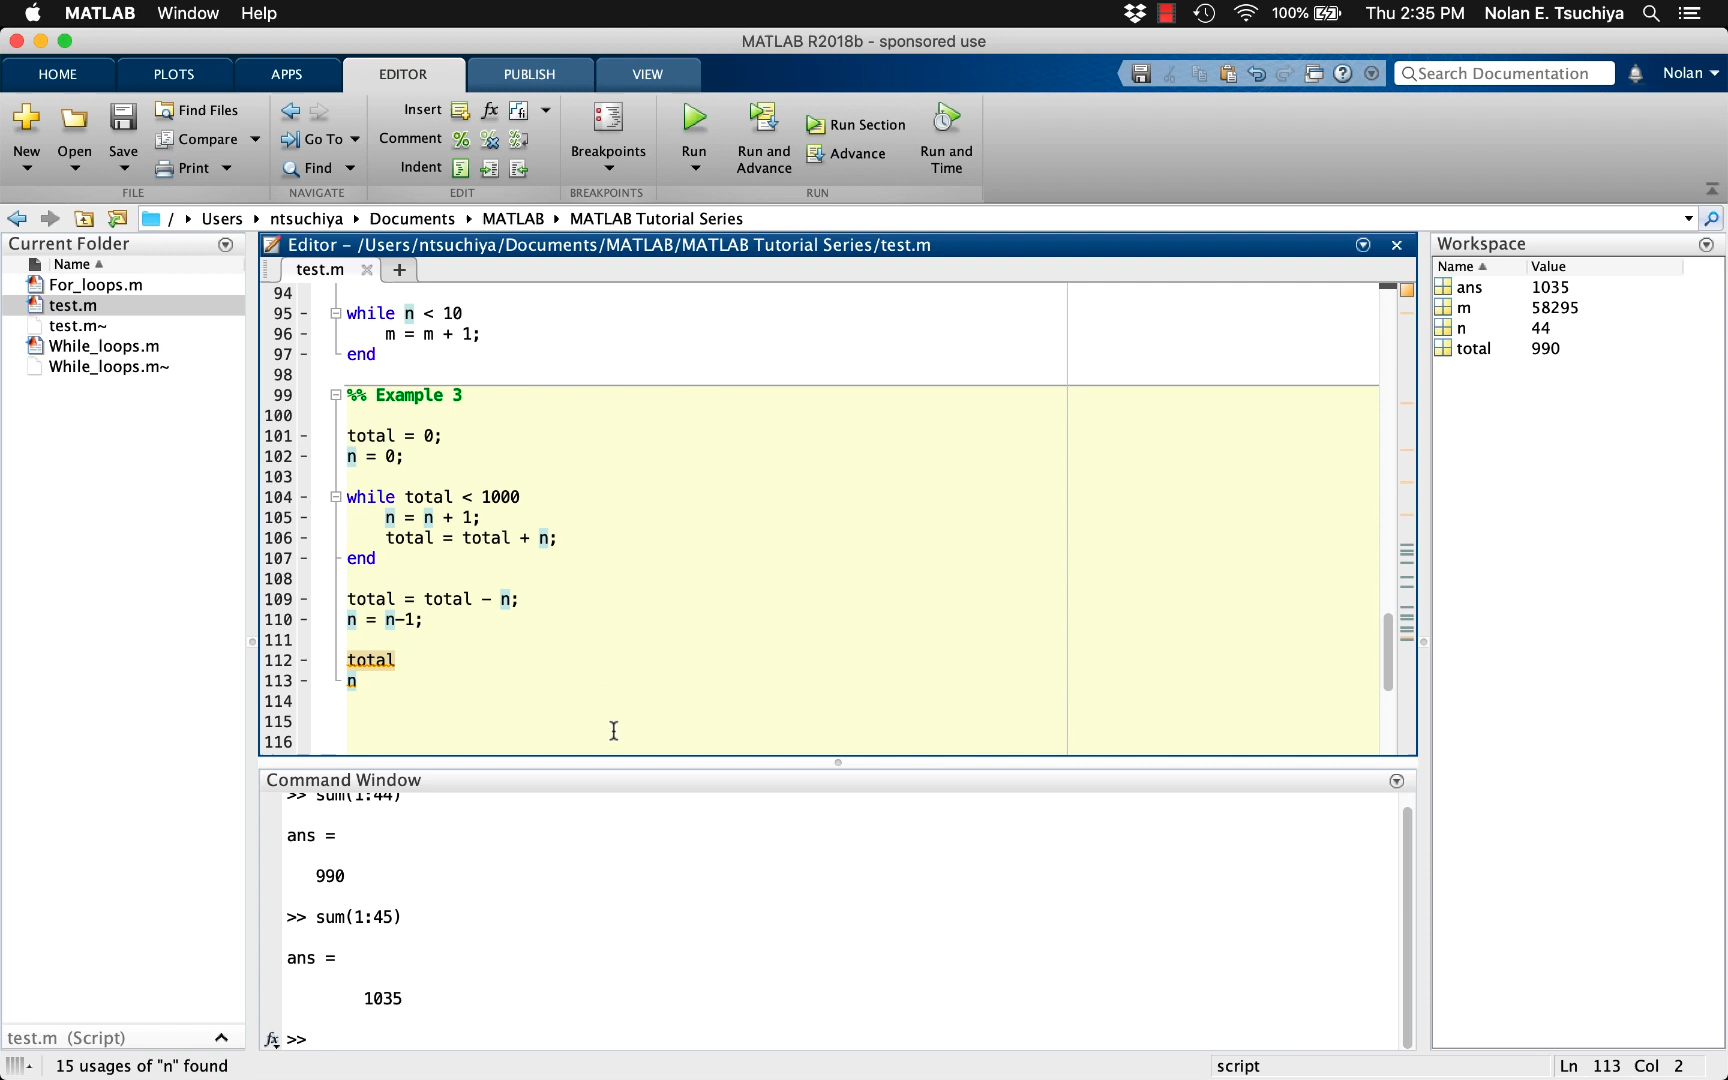 MATLAB Window Help 100% Thu 2:35 PM Nolan E. Tsuchiya
MATLAB R2018b - sponsored use
HOME PLOTS APPS EDITOR PUBLISH VIEW Search Documentation Nolan
New Open Save Find Files Compare Print
Go To Find
Insert fx
Comment
Indent
Breakpoints
Run
Run and Advance
Run Section
Advance
Run and Time
FILE NAVIGATE EDIT BREAKPOINTS RUN
/ Users ntsuchiya Documents MATLAB MATLAB Tutorial Series
Current Folder
Name
For_loops.m
test.m
test.m~
While_loops.m
While_loops.m~
test.m (Script)
Editor - /Users/ntsuchiya/Documents/MATLAB/MATLAB Tutorial Series/test.m
test.m +
94
95 - while n < 10
96 - m = m + 1;
97 - end
98
99 %% Example 3
100
101 - total = 0;
102 - n = 0;
103
104 - while total < 1000
105 - n = n + 1;
106 - total = total + n;
107 - end
108
109 - total = total - n;
110 - n = n-1;
111
112 - total
113 - n
114
115
116
Command Window
>> sum(1:44)
ans =
990
>> sum(1:45)
ans =
1035
fx >>
Workspace
Name Value
ans 1035
m 58295
n 44
total 990
15 usages of "n" found script Ln 113 Col 2